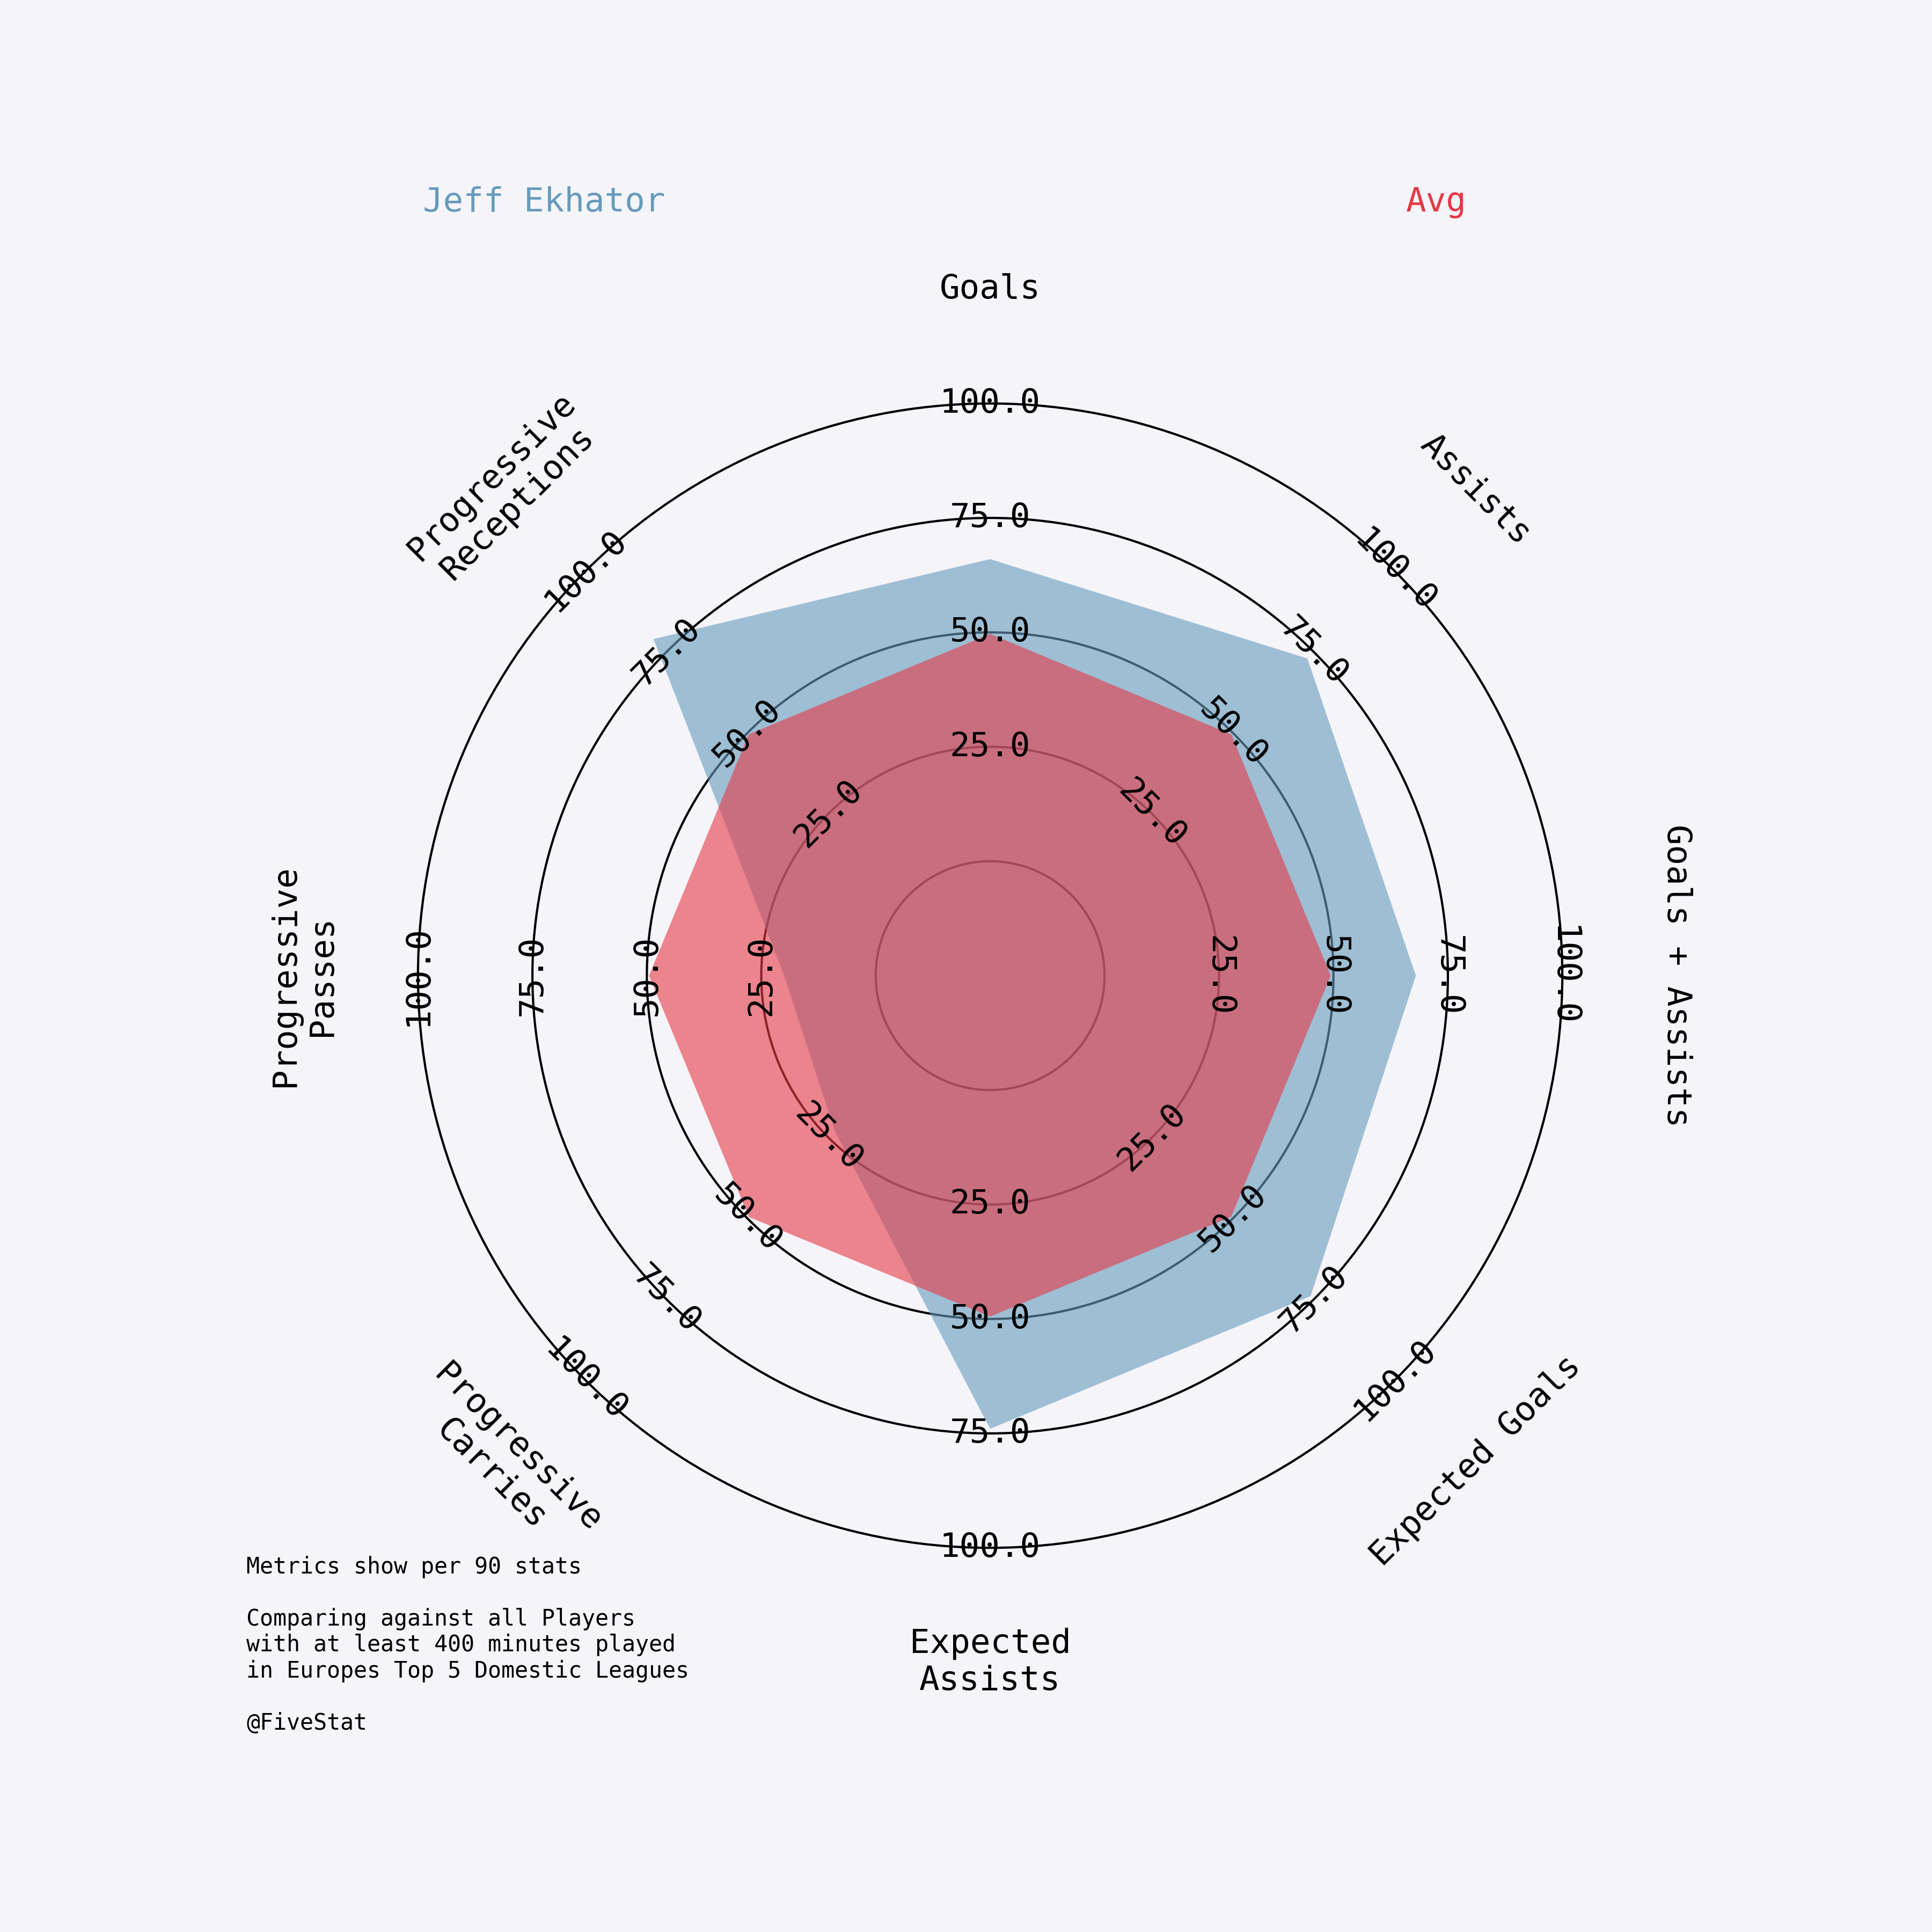 Jeff Ekhator
Avg
Goals
Assists
Goals + Assists
Expected Goals
Expected
Assists
Progressive
Carries
Progressive
Passes
Progressive
Receptions
25.0
50.0
75.0
100.0
25.0
50.0
75.0
100.0
25.0
50.0
75.0
100.0
25.0
50.0
75.0
100.0
25.0
50.0
75.0
100.0
25.0
50.0
75.0
100.0
25.0
50.0
75.0
100.0
25.0
50.0
75.0
100.0
Metrics show per 90 stats
Comparing against all Players
with at least 400 minutes played
in Europes Top 5 Domestic Leagues
@FiveStat